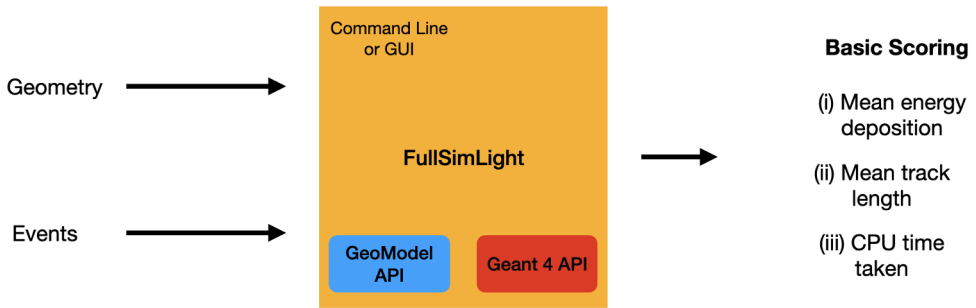 Geometry
Events
Command Line
or GUI
FullSimLight
GeoModel
API
Geant 4 API
Basic Scoring
(i) Mean energy
deposition
(ii) Mean track
length
(iii) CPU time
taken